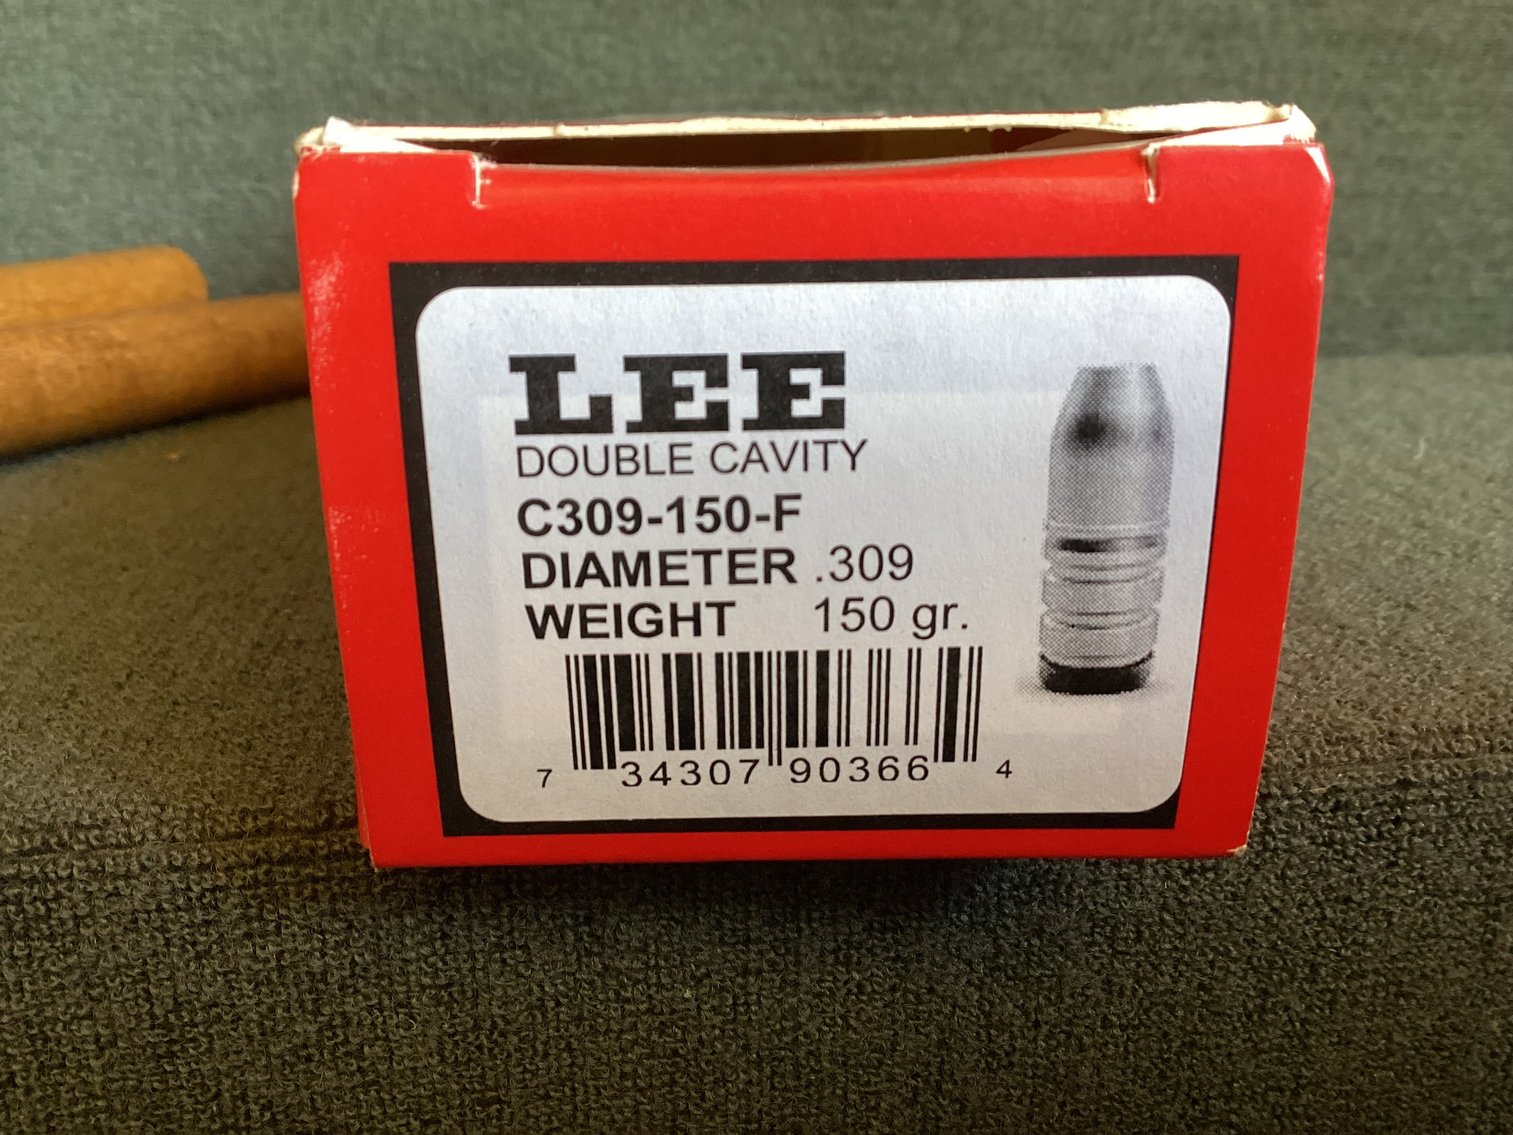 LEE
DOUBLE CAVITY
C309-150-F
DIAMETER .309
WEIGHT 150 gr.
7 34307 90366 4